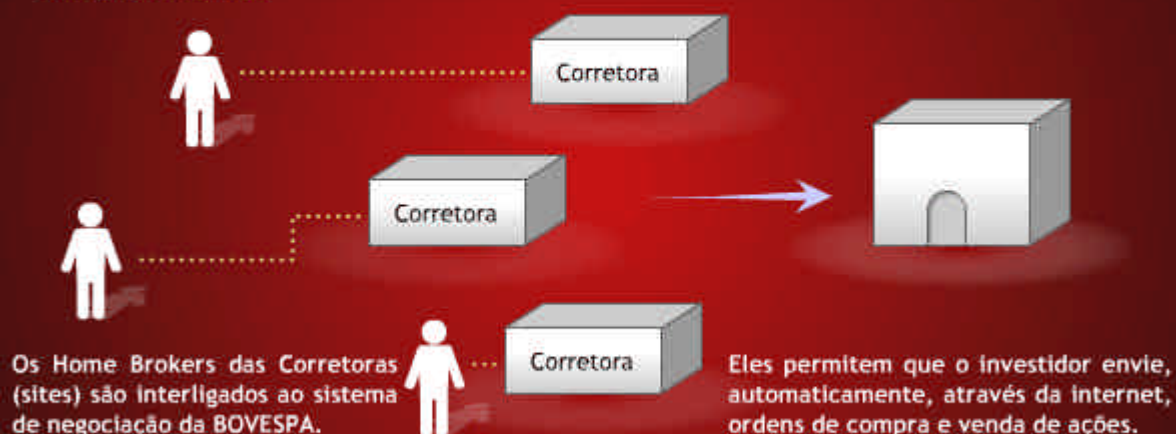 Corretora
Corretora
Corretora
Os Home Brokers das Corretoras
(sites) são interligados ao sistema
de negociação da BOVESPA.
Eles permitem que o investidor envie,
automaticamente, através da internet,
ordens de compra e venda de ações.